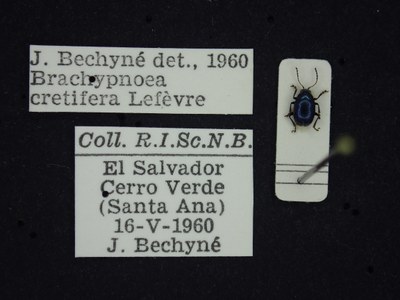 J. Bechyné det., 1960
Brachypnoea
cretifera Lefèvre
Coll. R.I.Sc.N.B.
El Salvador
Cerro Verde
(Santa Ana)
16-V-1960
J. Bechyné